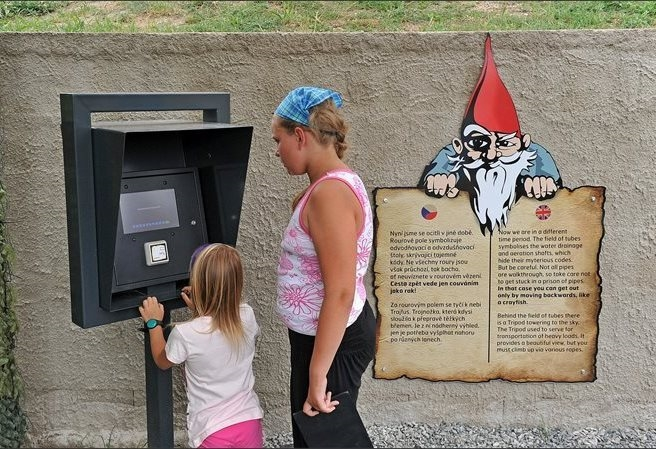 Nyní jsme se ocitli v jiné době.
Rourové pole symbolizuje
odvodňovací a odvzdušňovací
štoly, skrývající tajemné
kódy. Ne všechny roury jsou
však průchozí, tak bacha,
ať neuvíznete v rourovém vězení.
Cesta zpět vede jen couváním
jako rak!
Za rourovým polem se tyčí k nebi
Trojfus. Trojnožka, která kdysi
sloužila k přepravě těžkých
břemen. Je z ní nádherný výhled,
jen je potřeba vyšplhat nahoru
po různých lanech.
Now we are in a different
time period. The field of tubes
symbolises the water drainage
and aeration shafts, which
hide their mysterious codes.
But be careful. Not all pipes
are walkthrough, so take care not
to get stuck in a prison of pipes.
In that case you can get out
only by moving backwards, like
a crayfish.
Behind the field of tubes there
is a Tripod towering to the sky.
The Tripod used to serve for
transportation of heavy loads. It
provides a beautiful view, but you
must climb up via various ropes.